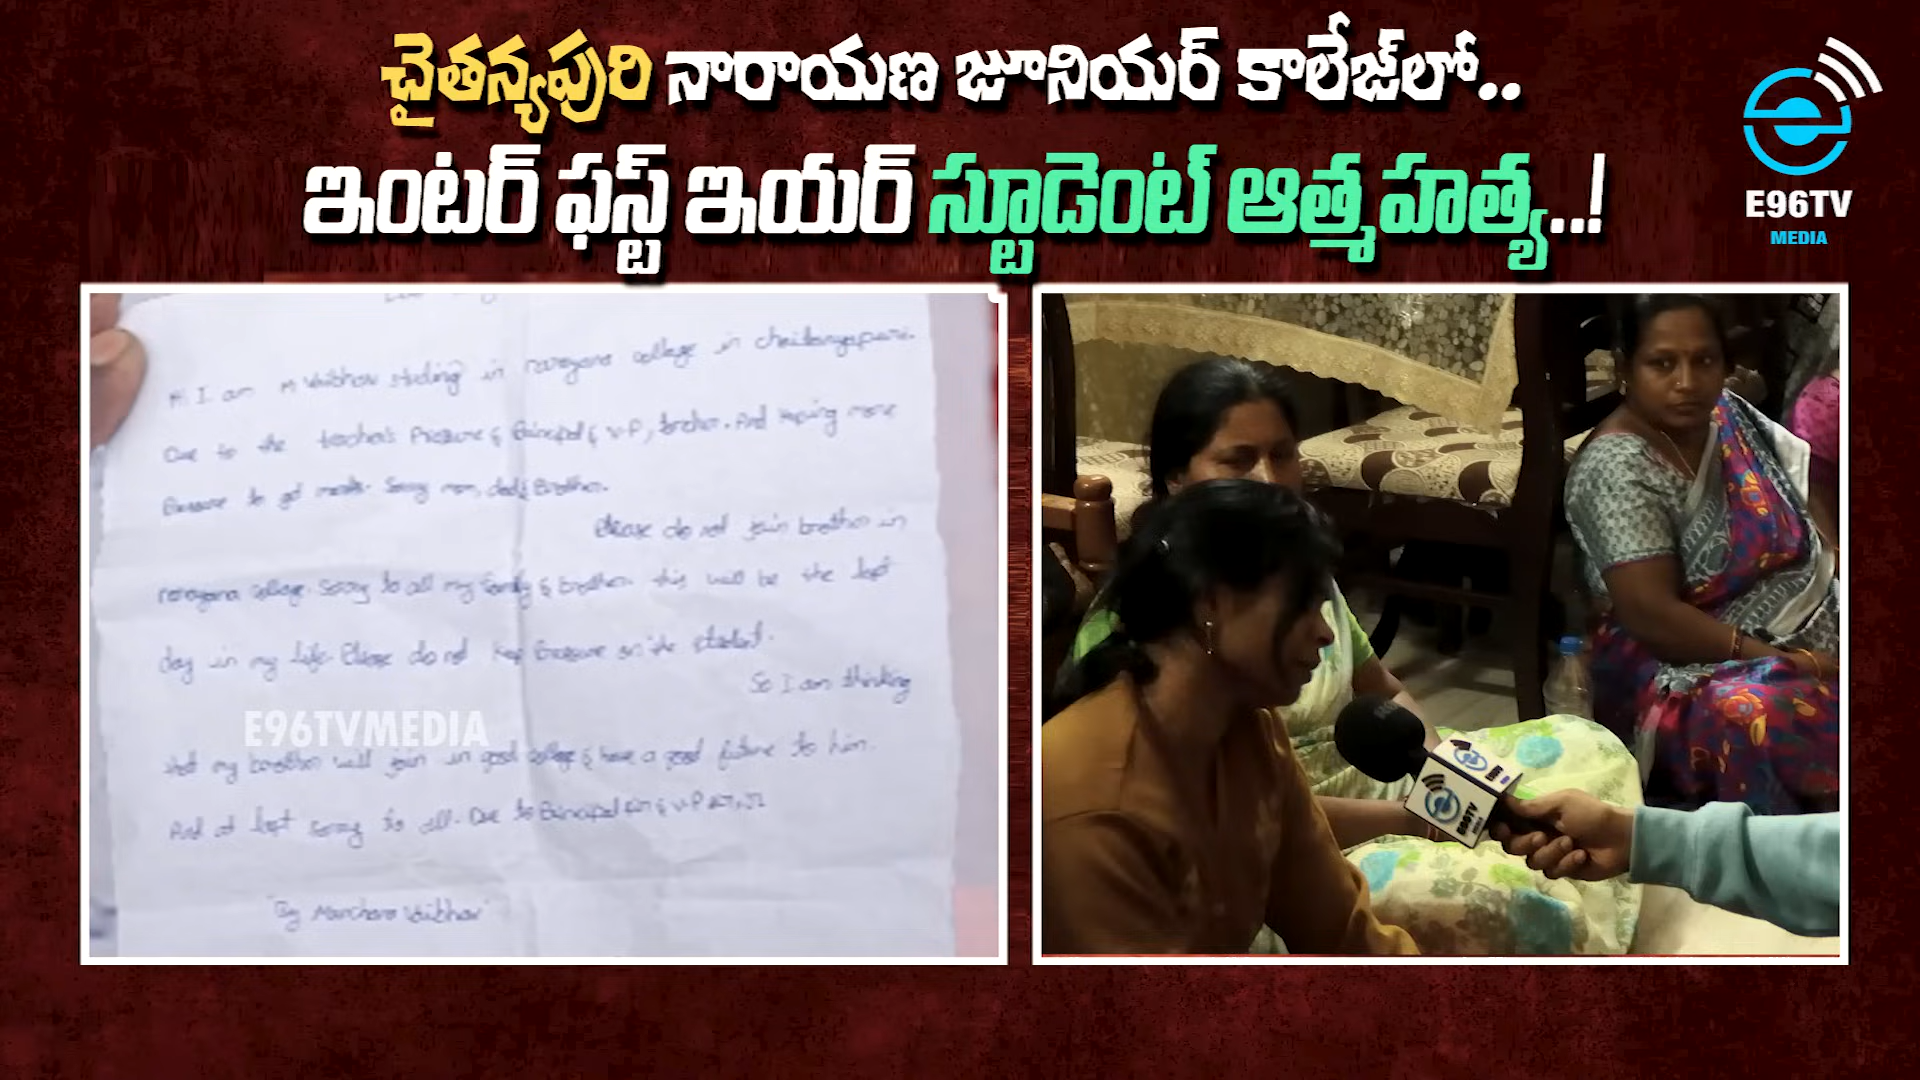 చైతన్యపురి నారాయణ జూనియర్ కాలేజ్‌లో..
ఇంటర్ ఫస్ట్ ఇయర్ స్టూడెంట్ ఆత్మహత్య..!
E96TV
MEDIA
Hi I am M Vaibhav studing in narayana college in chaitanyapuri.
Due to the teacher's Pressure & Principal & V-P, teacher. And Keping more
Pressure to get marks. Sorry mom, dad & Brother.
Please do not join brother in
narayana college. Sorry to all my family & brother this will be the last
day in my life. Please do not Keep Pressure on the student.
So I am thinking
that my brother will join in good college & have a good future to him.
And at last sorry to all. Due to Principal sir & V-P
"By Manchara Vaibhav"
E96TVMEDIA
E96TV
MEDIA